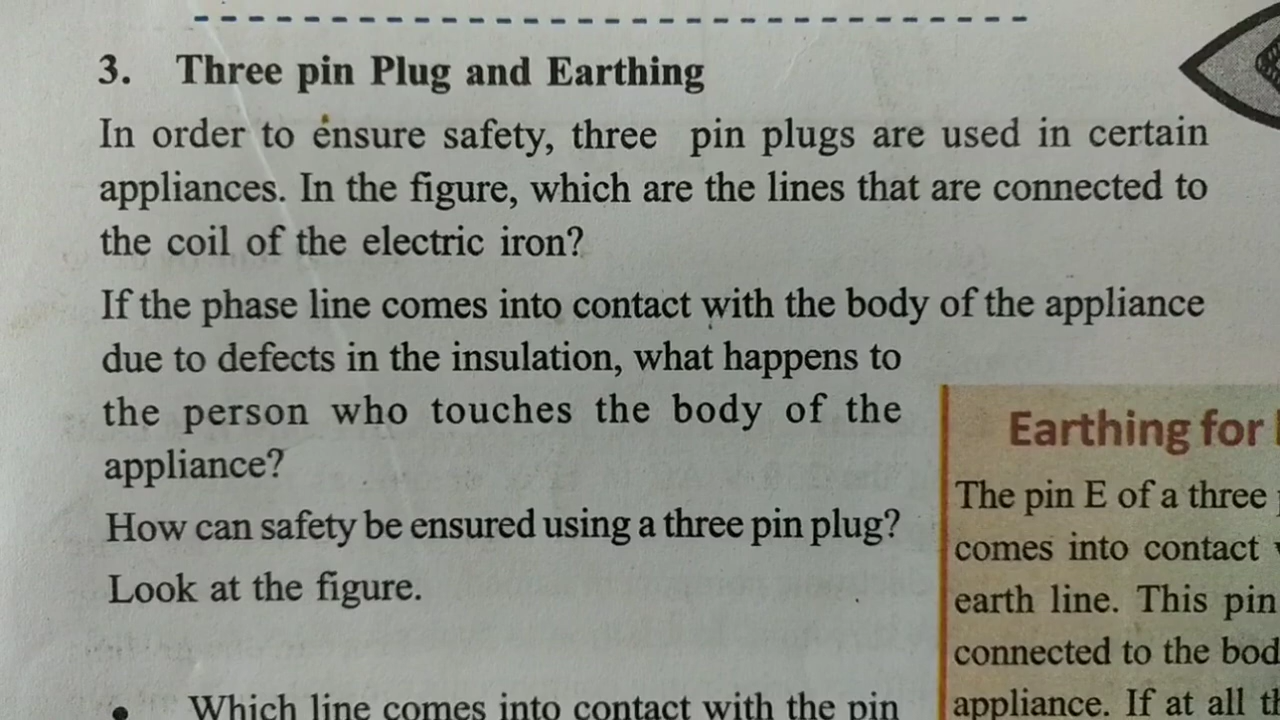 3. Three pin Plug and Earthing
In order to ensure safety, three pin plugs are used in certain
appliances. In the figure, which are the lines that are connected to
the coil of the electric iron?
If the phase line comes into contact with the body of the appliance
due to defects in the insulation, what happens to
the person who touches the body of the
appliance?
How can safety be ensured using a three pin plug?
Look at the figure.
• Which line comes into contact with the pin
Earthing for
The pin E of a three
comes into contact
earth line. This pin
connected to the bod
appliance. If at all th